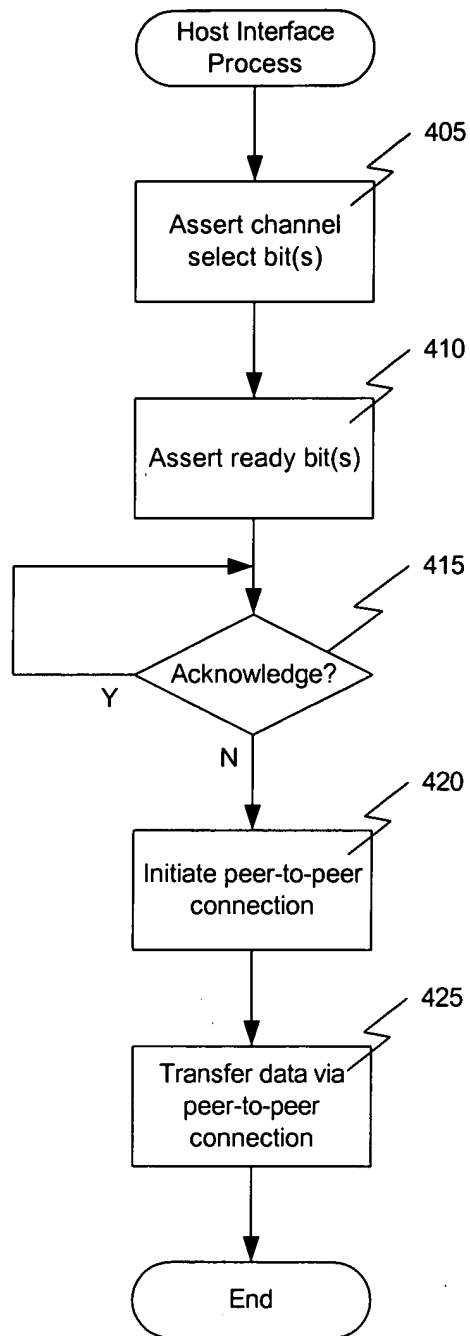 Host Interface
Process
405
Assert channel
select bit(s)
410
Assert ready bit(s)
415
Acknowledge?
Y
N
420
Initiate peer-to-peer
connection
425
Transfer data via
peer-to-peer
connection
End